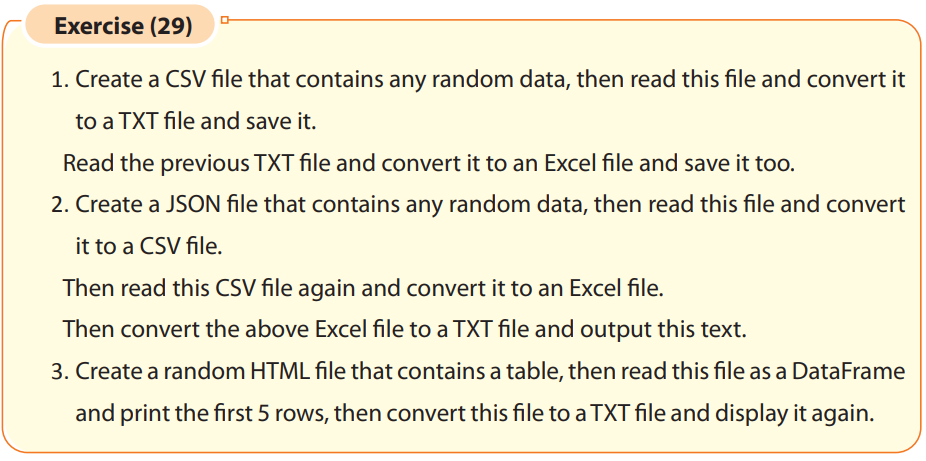 Exercise (29)
1. Create a CSV file that contains any random data, then read this file and convert it
to a TXT file and save it.
Read the previous TXT file and convert it to an Excel file and save it too.
2. Create a JSON file that contains any random data, then read this file and convert
it to a CSV file.
Then read this CSV file again and convert it to an Excel file.
Then convert the above Excel file to a TXT file and output this text.
3. Create a random HTML file that contains a table, then read this file as a DataFrame
and print the first 5 rows, then convert this file to a TXT file and display it again.